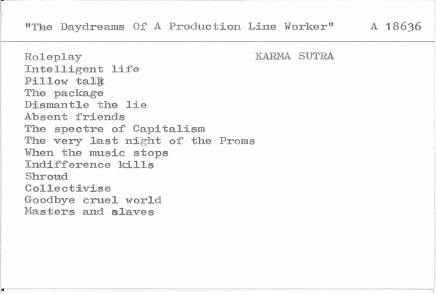 "The Daydreams Of A Production Line Worker" A 18636
Roleplay KARMA SUTRA
Intelligent life
Pillow talk
The package
Dismantle the lie
Absent friends
The spectre of Capitalism
The very last night of the Proms
When the music stops
Indifference kills
Shroud
Collectivise
Goodbye cruel world
Masters and slaves